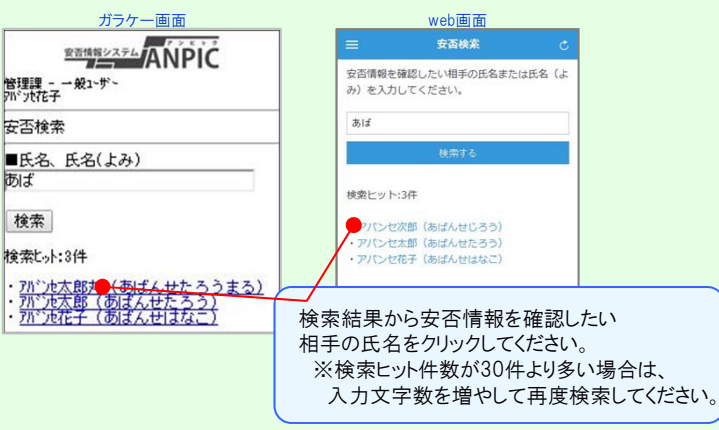 ガラケー画面
安否情報システム ANPIC
アンピック
管理課 - 一般ﾕｰｻﾞｰ
ｱﾊﾞﾝｾ花子
安否検索
■氏名、氏名(よみ)
あば
検索
検索ﾋｯﾄ:3件
・ｱﾊﾞﾝｾ太郎丸（あばんせたろうまる）
・ｱﾊﾞﾝｾ太郎（あばんせたろう）
・ｱﾊﾞﾝｾ花子（あばんせはなこ）
web画面
安否検索
安否情報を確認したい相手の氏名または氏名（よ
み）を入力してください。
あば
検索する
検索ヒット:3件
・アバンセ次郎（あばんせじろう）
・アバンセ太郎（あばんせたろう）
・アバンセ花子（あばんせはなこ）
検索結果から安否情報を確認したい
相手の氏名をクリックしてください。
※検索ヒット件数が30件より多い場合は、
入力文字数を増やして再度検索してください。